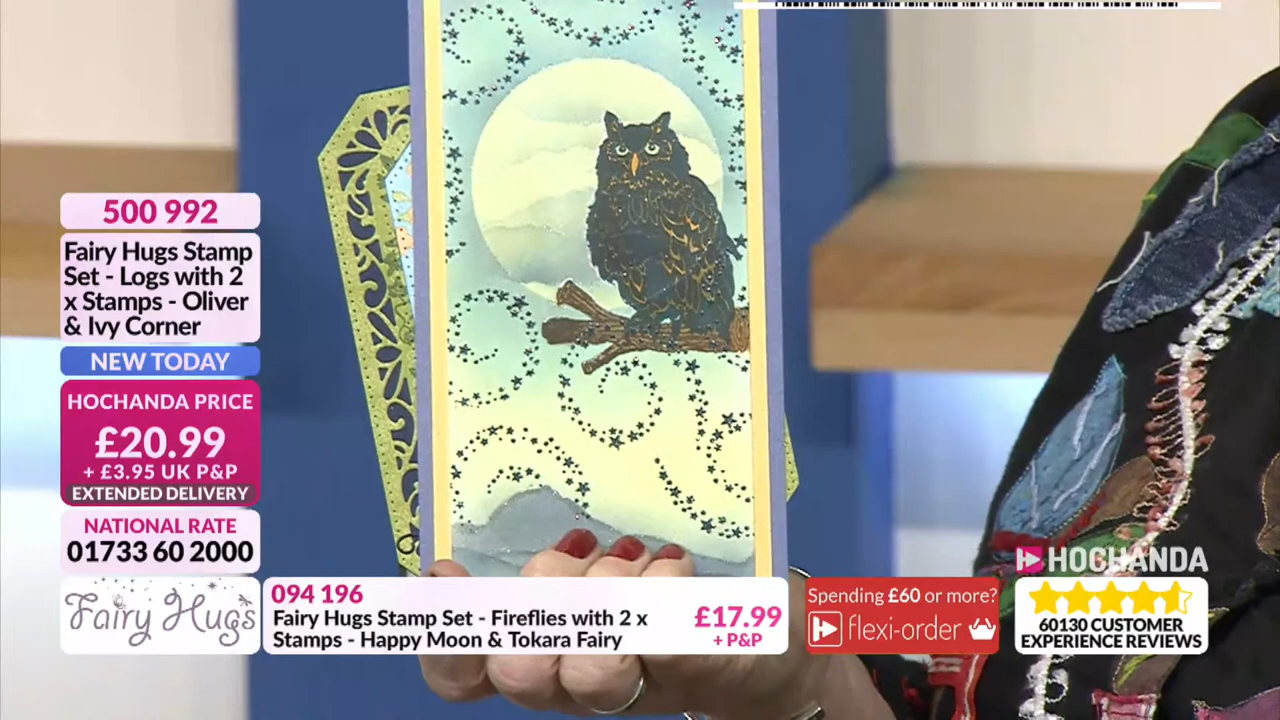 500 992
Fairy Hugs Stamp
Set - Logs with 2
x Stamps - Oliver
& Ivy Corner
NEW TODAY
HOCHANDA PRICE
£20.99
+ £3.95 UK P&P
EXTENDED DELIVERY
NATIONAL RATE
01733 60 2000
Fairy Hugs
094 196
Fairy Hugs Stamp Set - Fireflies with 2 x
Stamps - Happy Moon & Tokara Fairy
£17.99
+ P&P
Spending £60 or more?
flexi-order
HOCHANDA
60130 CUSTOMER
EXPERIENCE REVIEWS